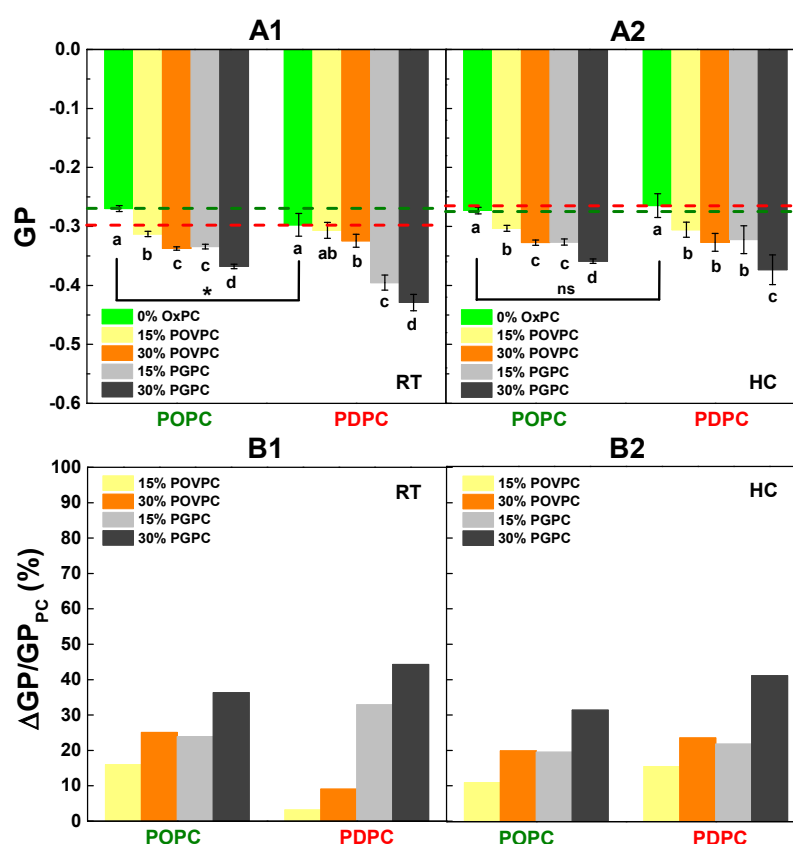 A1
A2
GP
0.0
-0.1
-0.2
-0.3
-0.4
-0.5
-0.6
a
b
c
c
d
a
ab
b
c
d
*
0% OxPC
15% POVPC
30% POVPC
15% PGPC
30% PGPC
RT
POPC
PDPC
a
b
c
c
d
a
b
b
b
c
ns
0% OxPC
15% POVPC
30% POVPC
15% PGPC
30% PGPC
HC
POPC
PDPC
B1
B2
ΔGP/GP_PC (%)
100
90
80
70
60
50
40
30
20
10
0
15% POVPC
30% POVPC
15% PGPC
30% PGPC
RT
POPC
PDPC
15% POVPC
30% POVPC
15% PGPC
30% PGPC
HC
POPC
PDPC